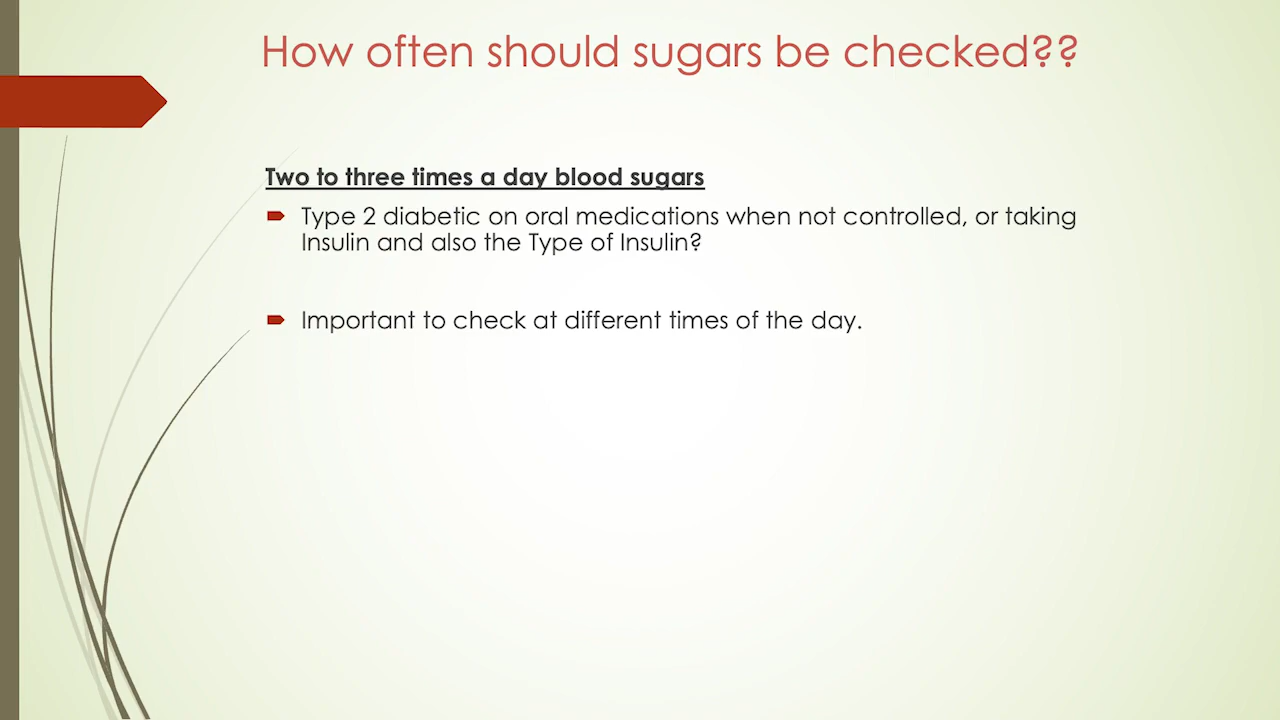 How often should sugars be checked??
Two to three times a day blood sugars
Type 2 diabetic on oral medications when not controlled, or taking
Insulin and also the Type of Insulin?
Important to check at different times of the day.